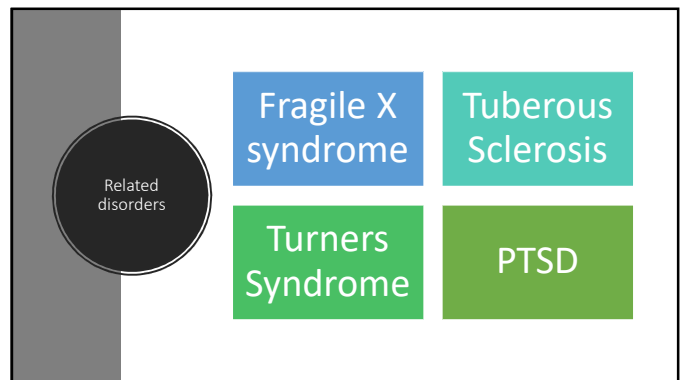 Related
disorders
Fragile X
syndrome
Tuberous
Sclerosis
Turners
Syndrome
PTSD